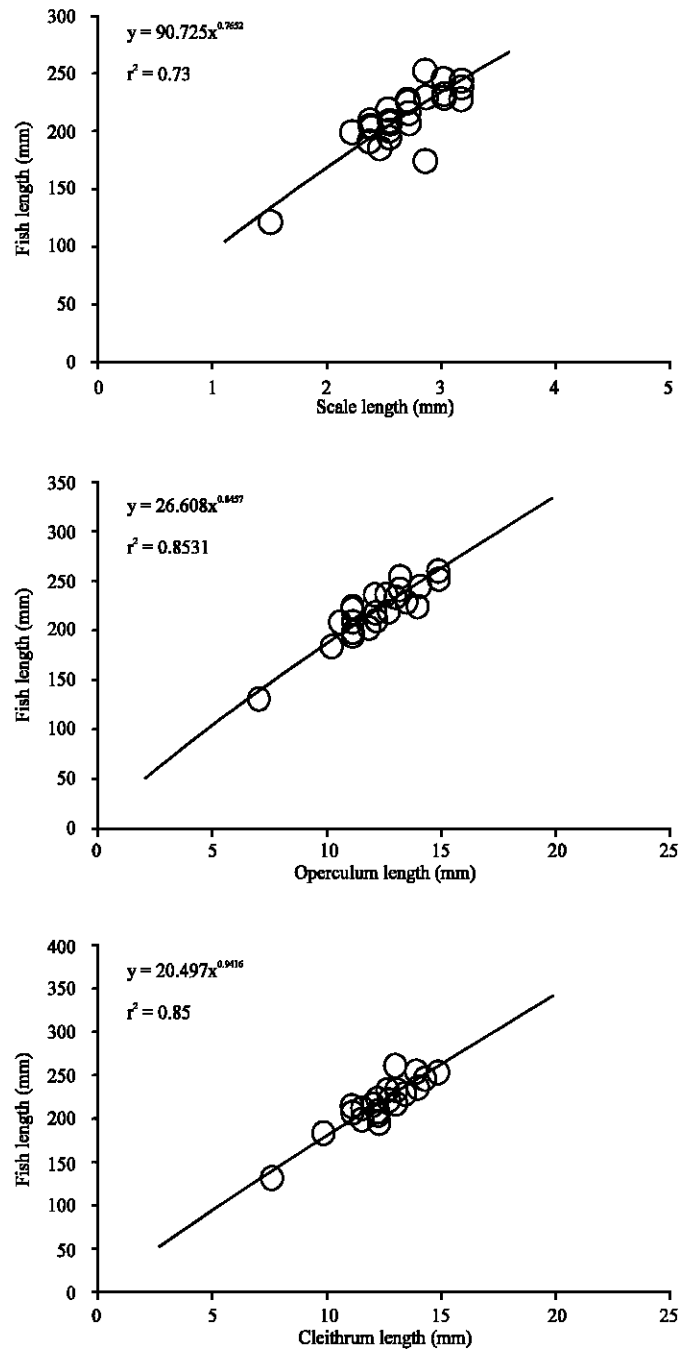 y = 90.725x^0.7652
r² = 0.73
300
250
200
150
100
50
0
Fish length (mm)
0 1 2 3 4 5
Scale length (mm)
y = 26.608x^0.8457
r² = 0.8531
350
300
250
200
150
100
50
0
Fish length (mm)
0 5 10 15 20 25
Operculum length (mm)
y = 20.497x^0.9416
r² = 0.85
400
350
300
250
200
150
100
50
0
Fish length (mm)
0 5 10 15 20 25
Cleithrum length (mm)